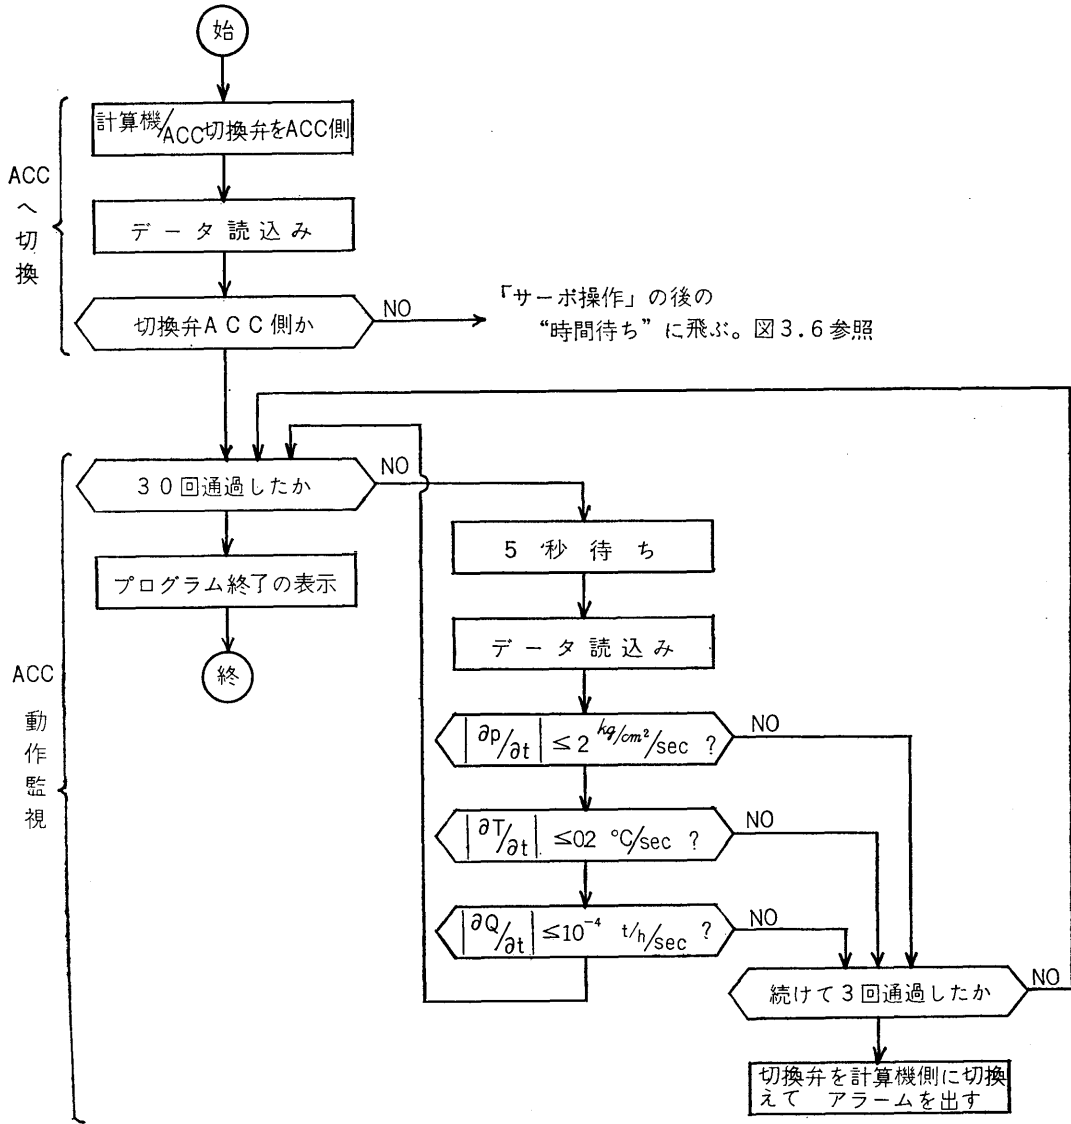 始
計算機/ACC切換弁をACC側
ACCへ切換
データ読込み
切換弁ACC側か
NO
「サーボ操作」の後の
“時間待ち”に飛ぶ。図3.6参照
30回通過したか
NO
5秒待ち
プログラム終了の表示
データ読込み
終
ACC動作監視
|∂p/∂t| ≤ 2 kg/cm²/sec ?
NO
|∂T/∂t| ≤02 °C/sec ?
NO
|∂Q/∂t| ≤10⁻⁴ t/h/sec ?
NO
続けて3回通過したか
NO
切換弁を計算機側に切換
えて アラームを出す